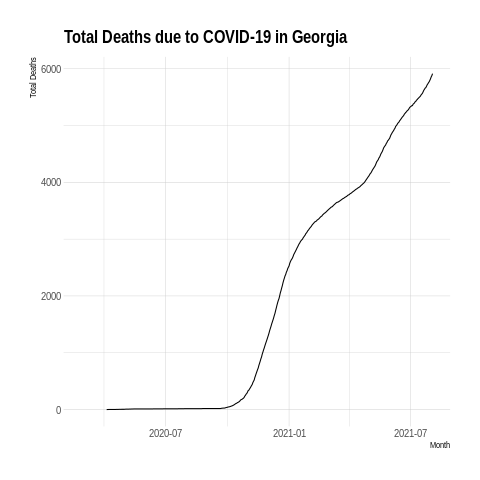 Total Deaths due to COVID-19 in Georgia
Total Deaths
6000
4000
2000
0
2020-07
2021-01
2021-07
Month